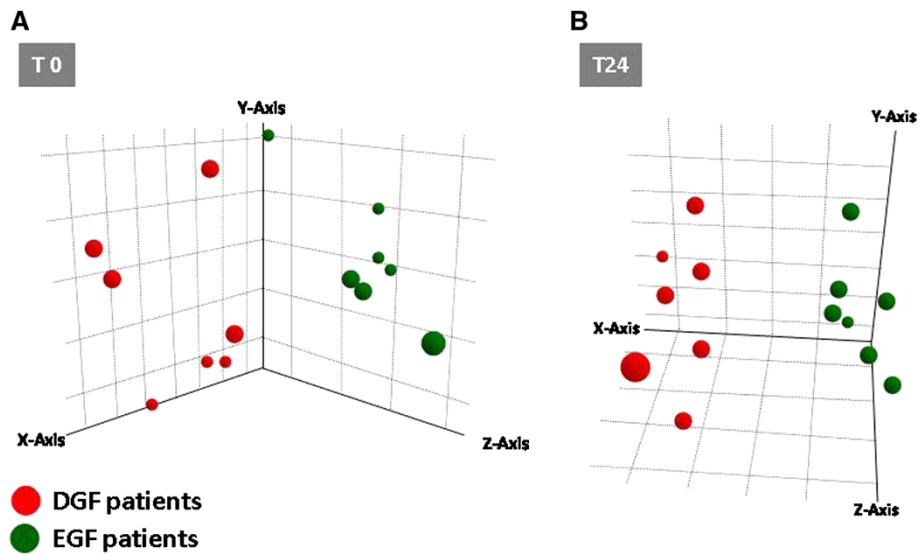 A
T 0
Y-Axis
X-Axis
Z-Axis
DGF patients
EGF patients
B
T24
Y-Axis
X-Axis
Z-Axis